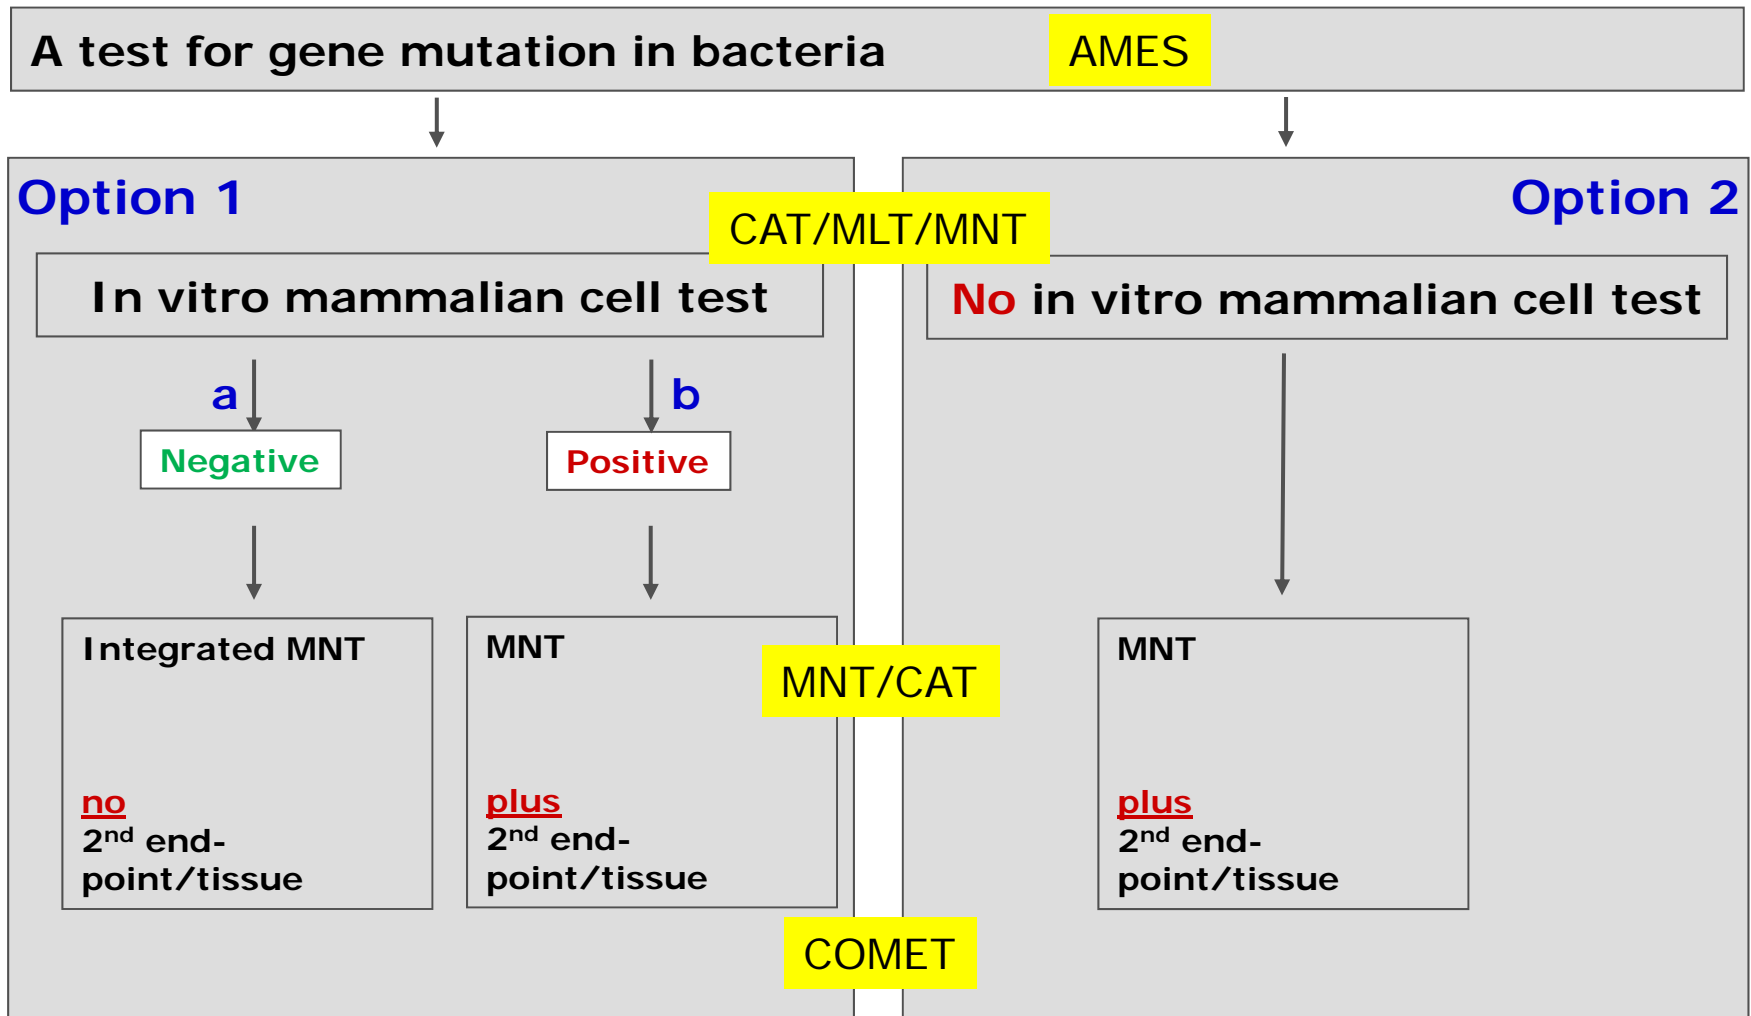 A test for gene mutation in bacteria
AMES
Option 1
Option 2
CAT/MLT/MNT
In vitro mammalian cell test
No in vitro mammalian cell test
a
b
Negative
Positive
Integrated MNT
no
2nd end-
point/tissue
MNT
plus
2nd end-
point/tissue
MNT/CAT
MNT
plus
2nd end-
point/tissue
COMET